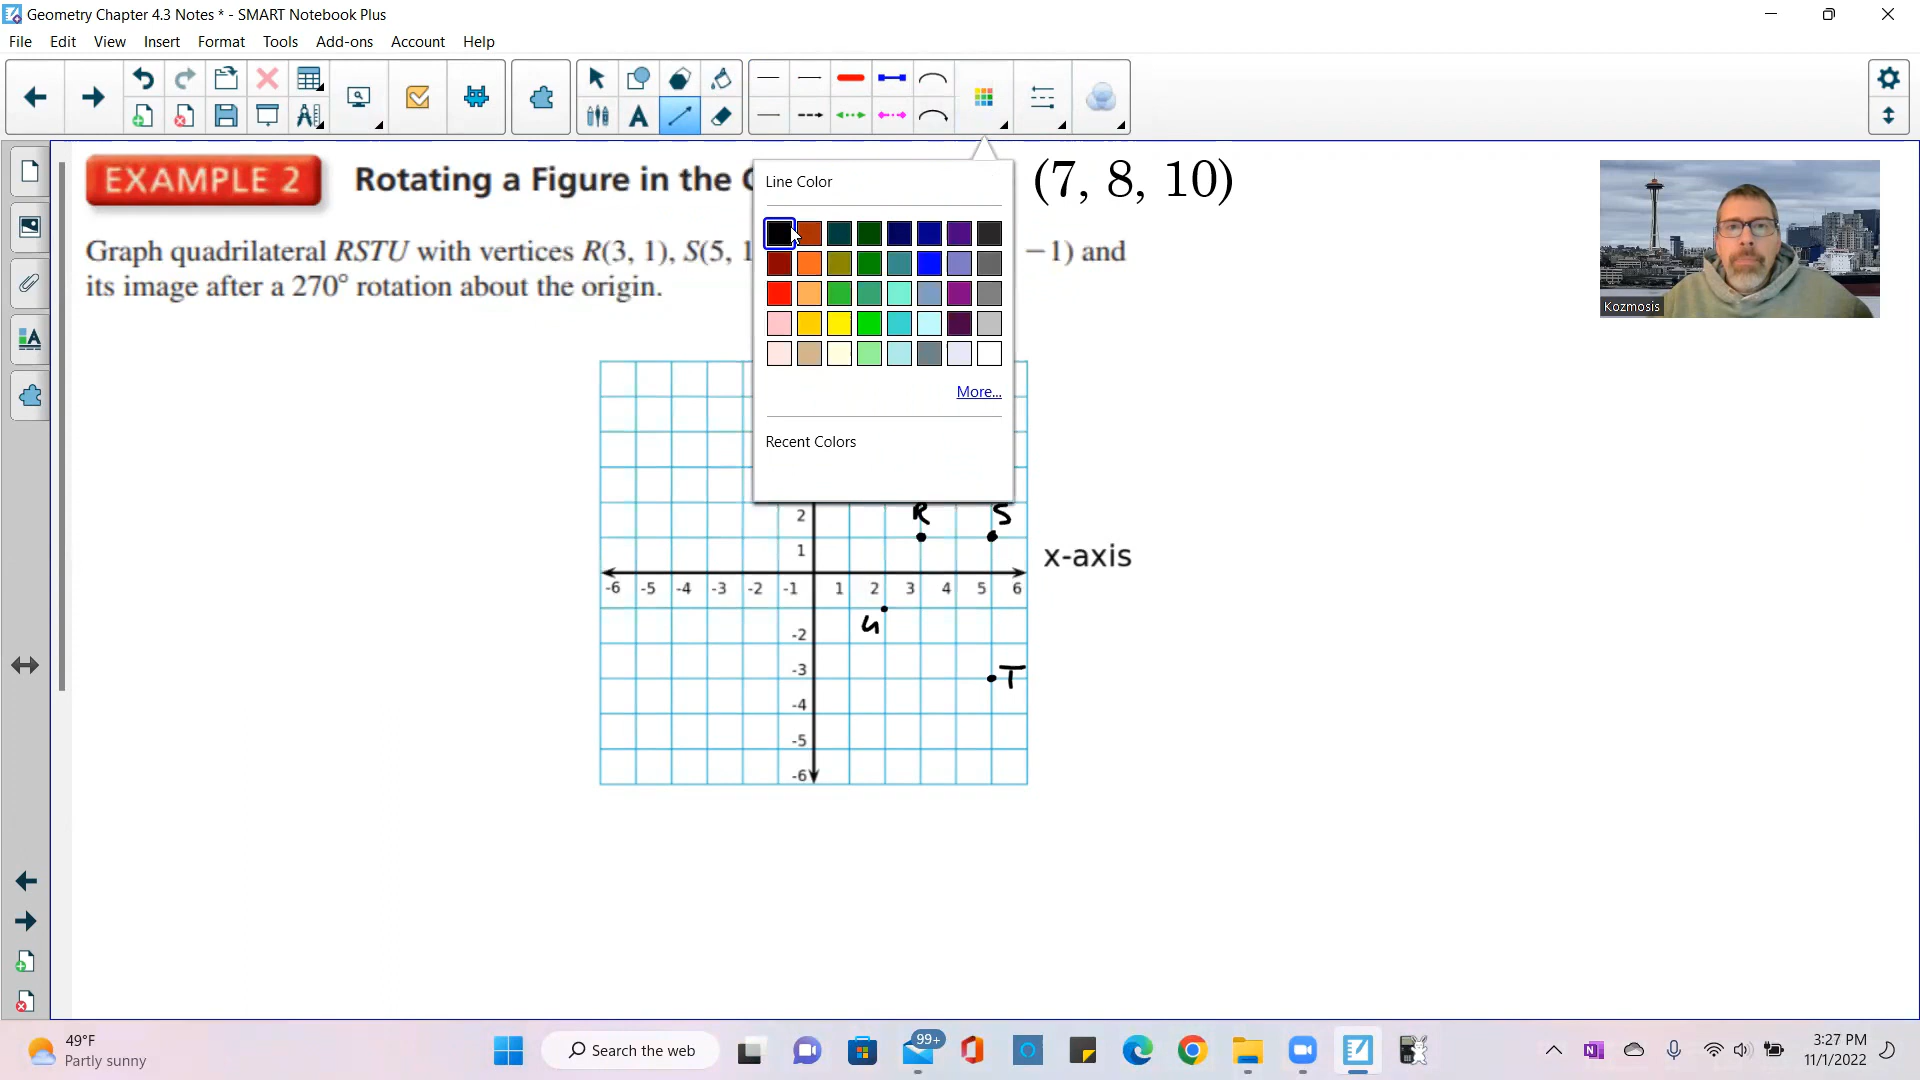 Geometry Chapter 4.3 Notes * - SMART Notebook Plus
File Edit View Insert Format Tools Add-ons Account Help
EXAMPLE 2 Rotating a Figure in the (7, 8, 10)
Line Color
Graph quadrilateral RSTU with vertices R(3, 1), S(5, 1 −1) and
its image after a 270° rotation about the origin.
Kozmosis
More...
Recent Colors
R S
2
1
x-axis
-6 -5 -4 -3 -2 -1 1 2 3 4 5 6
U
-2
-3
T
-4
-5
-6
49°F
Partly sunny
Search the web
99+
3:27 PM
11/1/2022